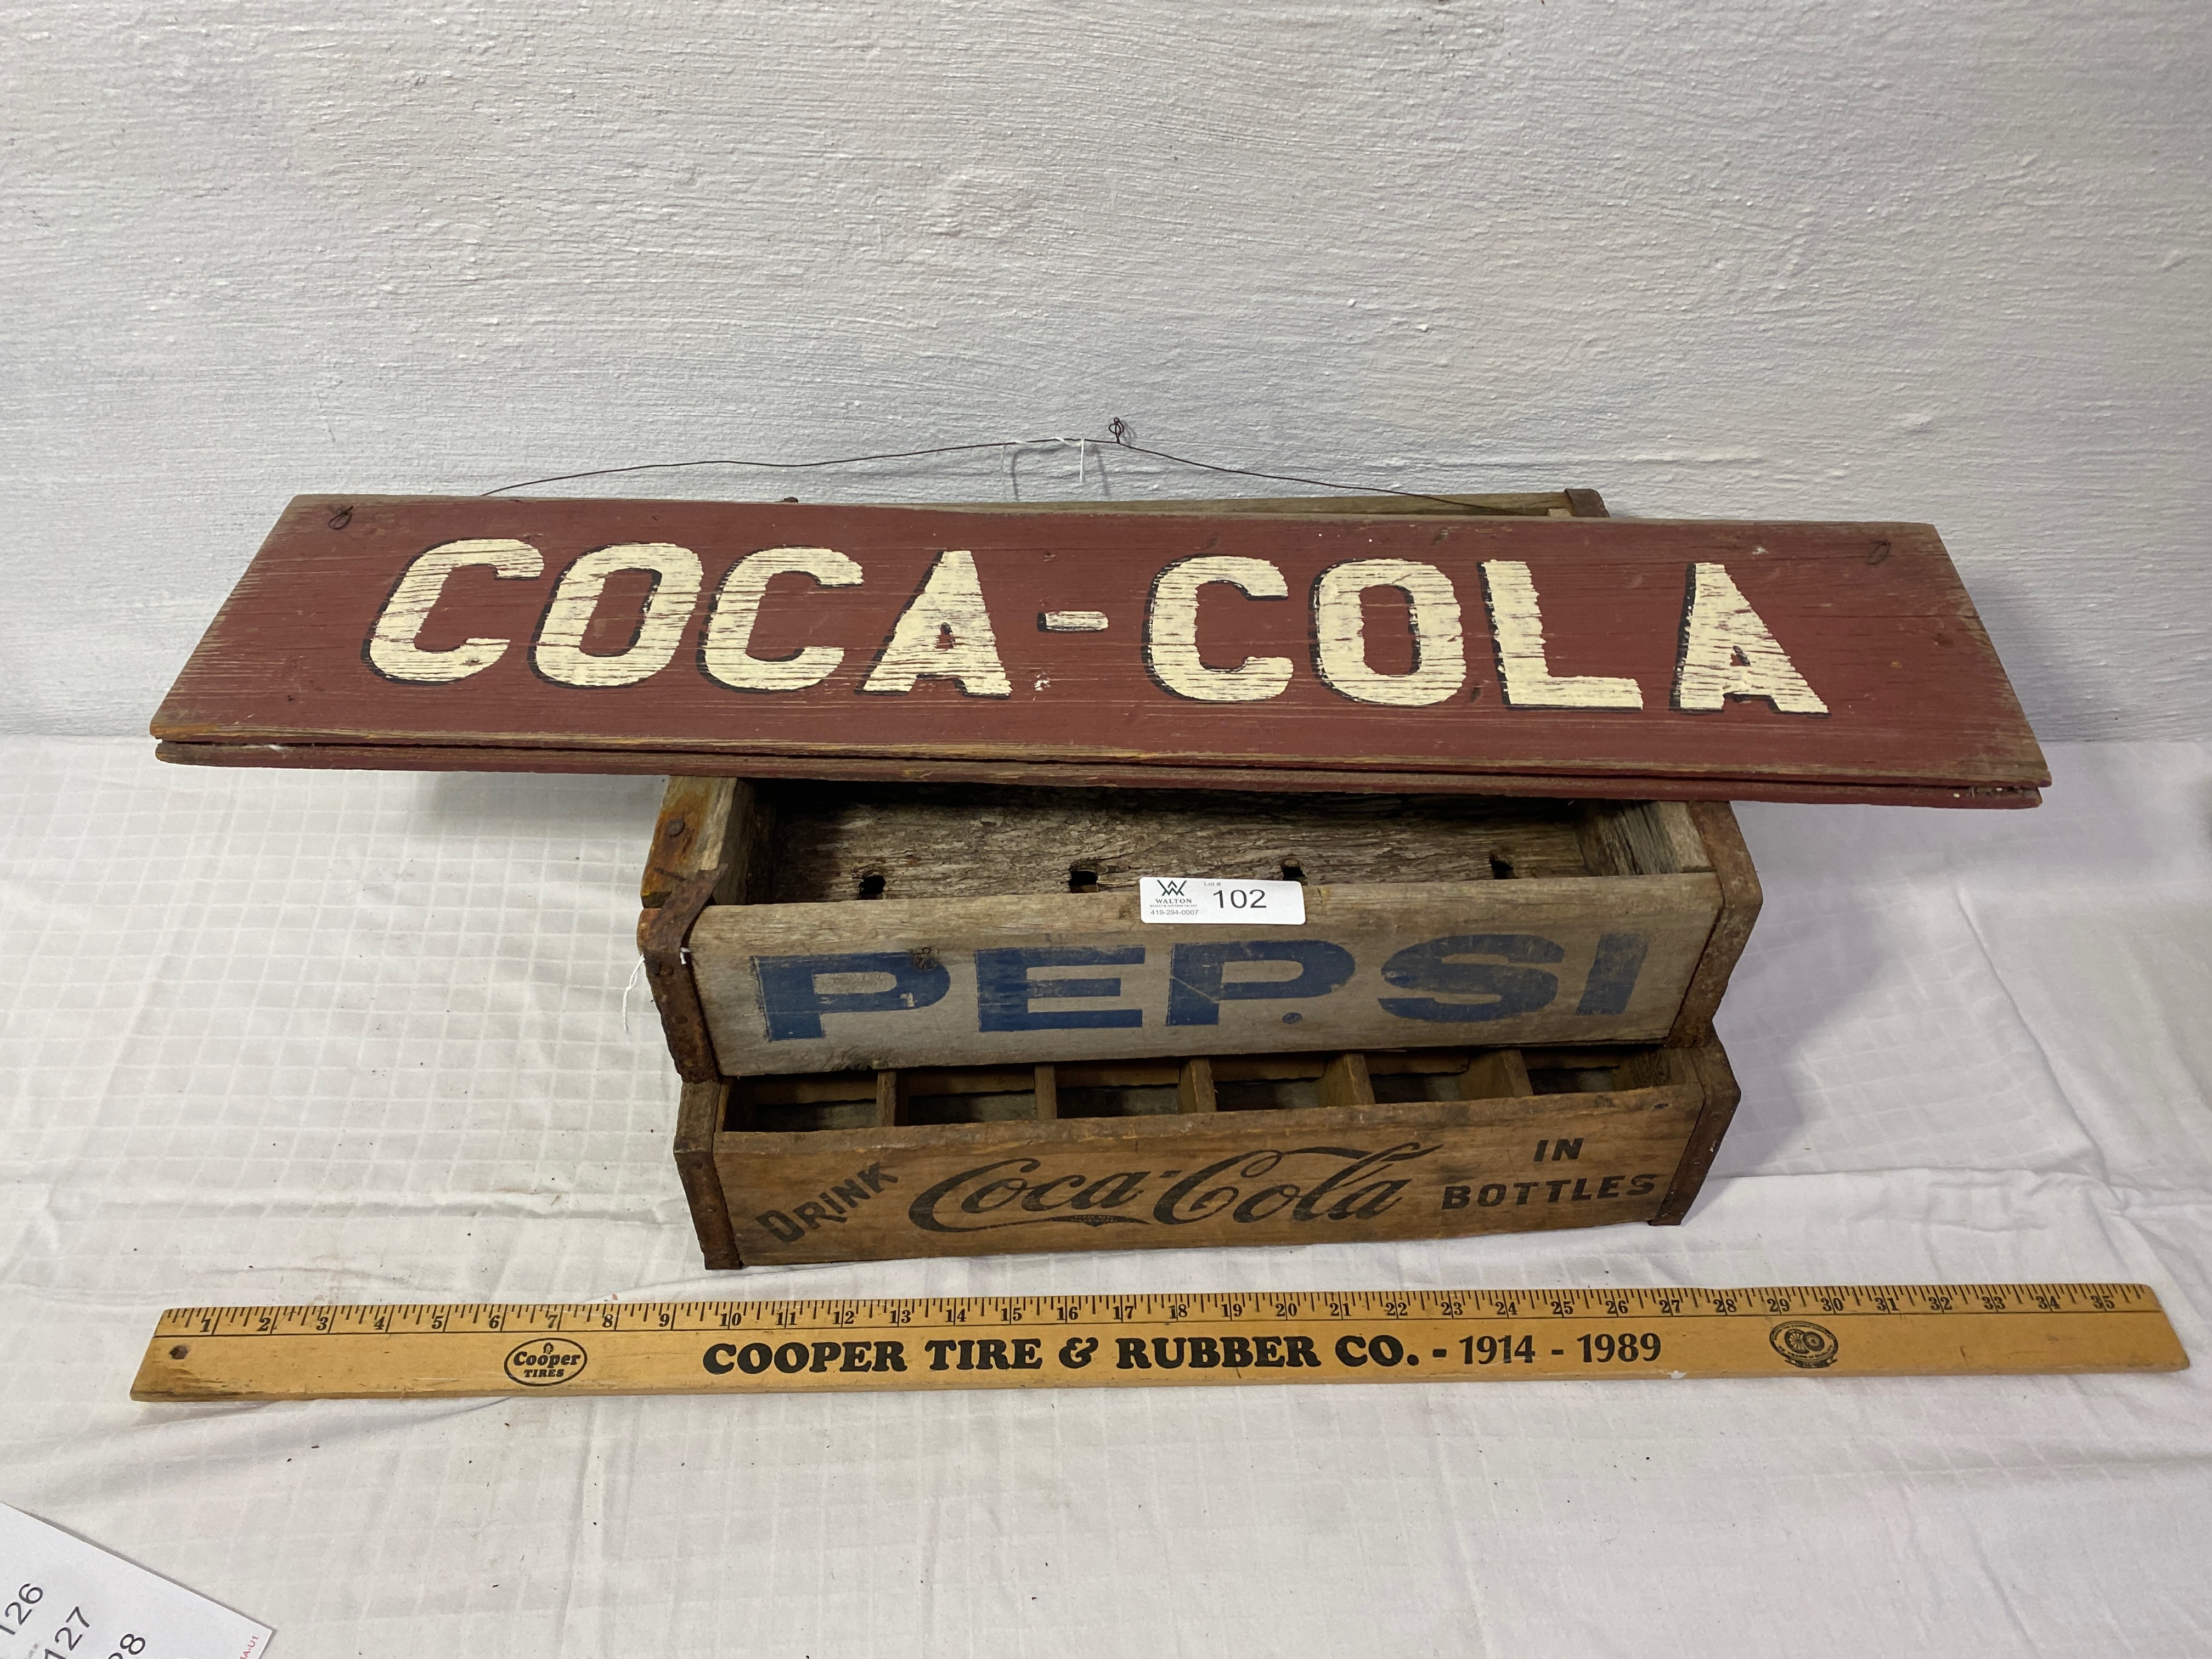 COCA-COLA
WALTON
419-294-0007
Lot #
102
PEPSI
DRINK Coca-Cola IN BOTTLES
1 2 3 4 5 6 7 8 9 10 11 12 13 14 15 16 17 18 19 20 21 22 23 24 25 26 27 28 29 30 31 32 33 34 35
Cooper TIRES COOPER TIRE & RUBBER CO. - 1914 - 1989
126
127